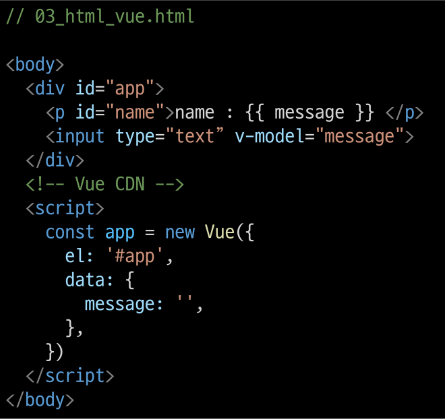 // 03_html_vue.html

<body>
  <div id="app">
    <p id="name">name : {{ message }} </p>
    <input type="text” v-model="message">
  </div>
  <!-- Vue CDN -->
  <script>
    const app = new Vue({
      el: '#app',
      data: {
        message: '',
      },
    })
  </script>
</body>